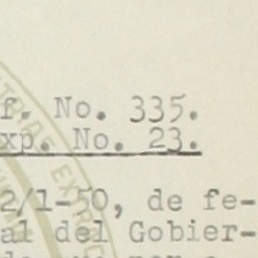 f. No. 335.
xp. No. 23.
2/1-50, de fe-
al del Gobier-